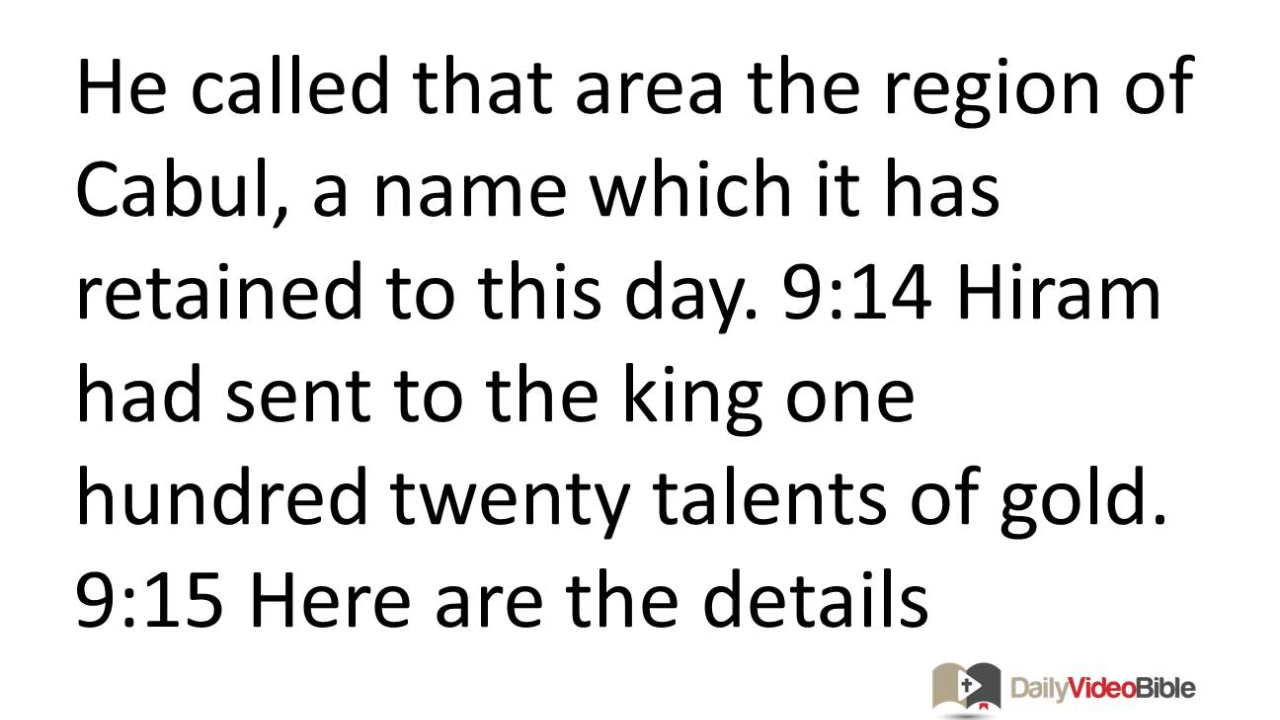 He called that area the region of
Cabul, a name which it has
retained to this day. 9:14 Hiram
had sent to the king one
hundred twenty talents of gold.
9:15 Here are the details
DailyVideoBible